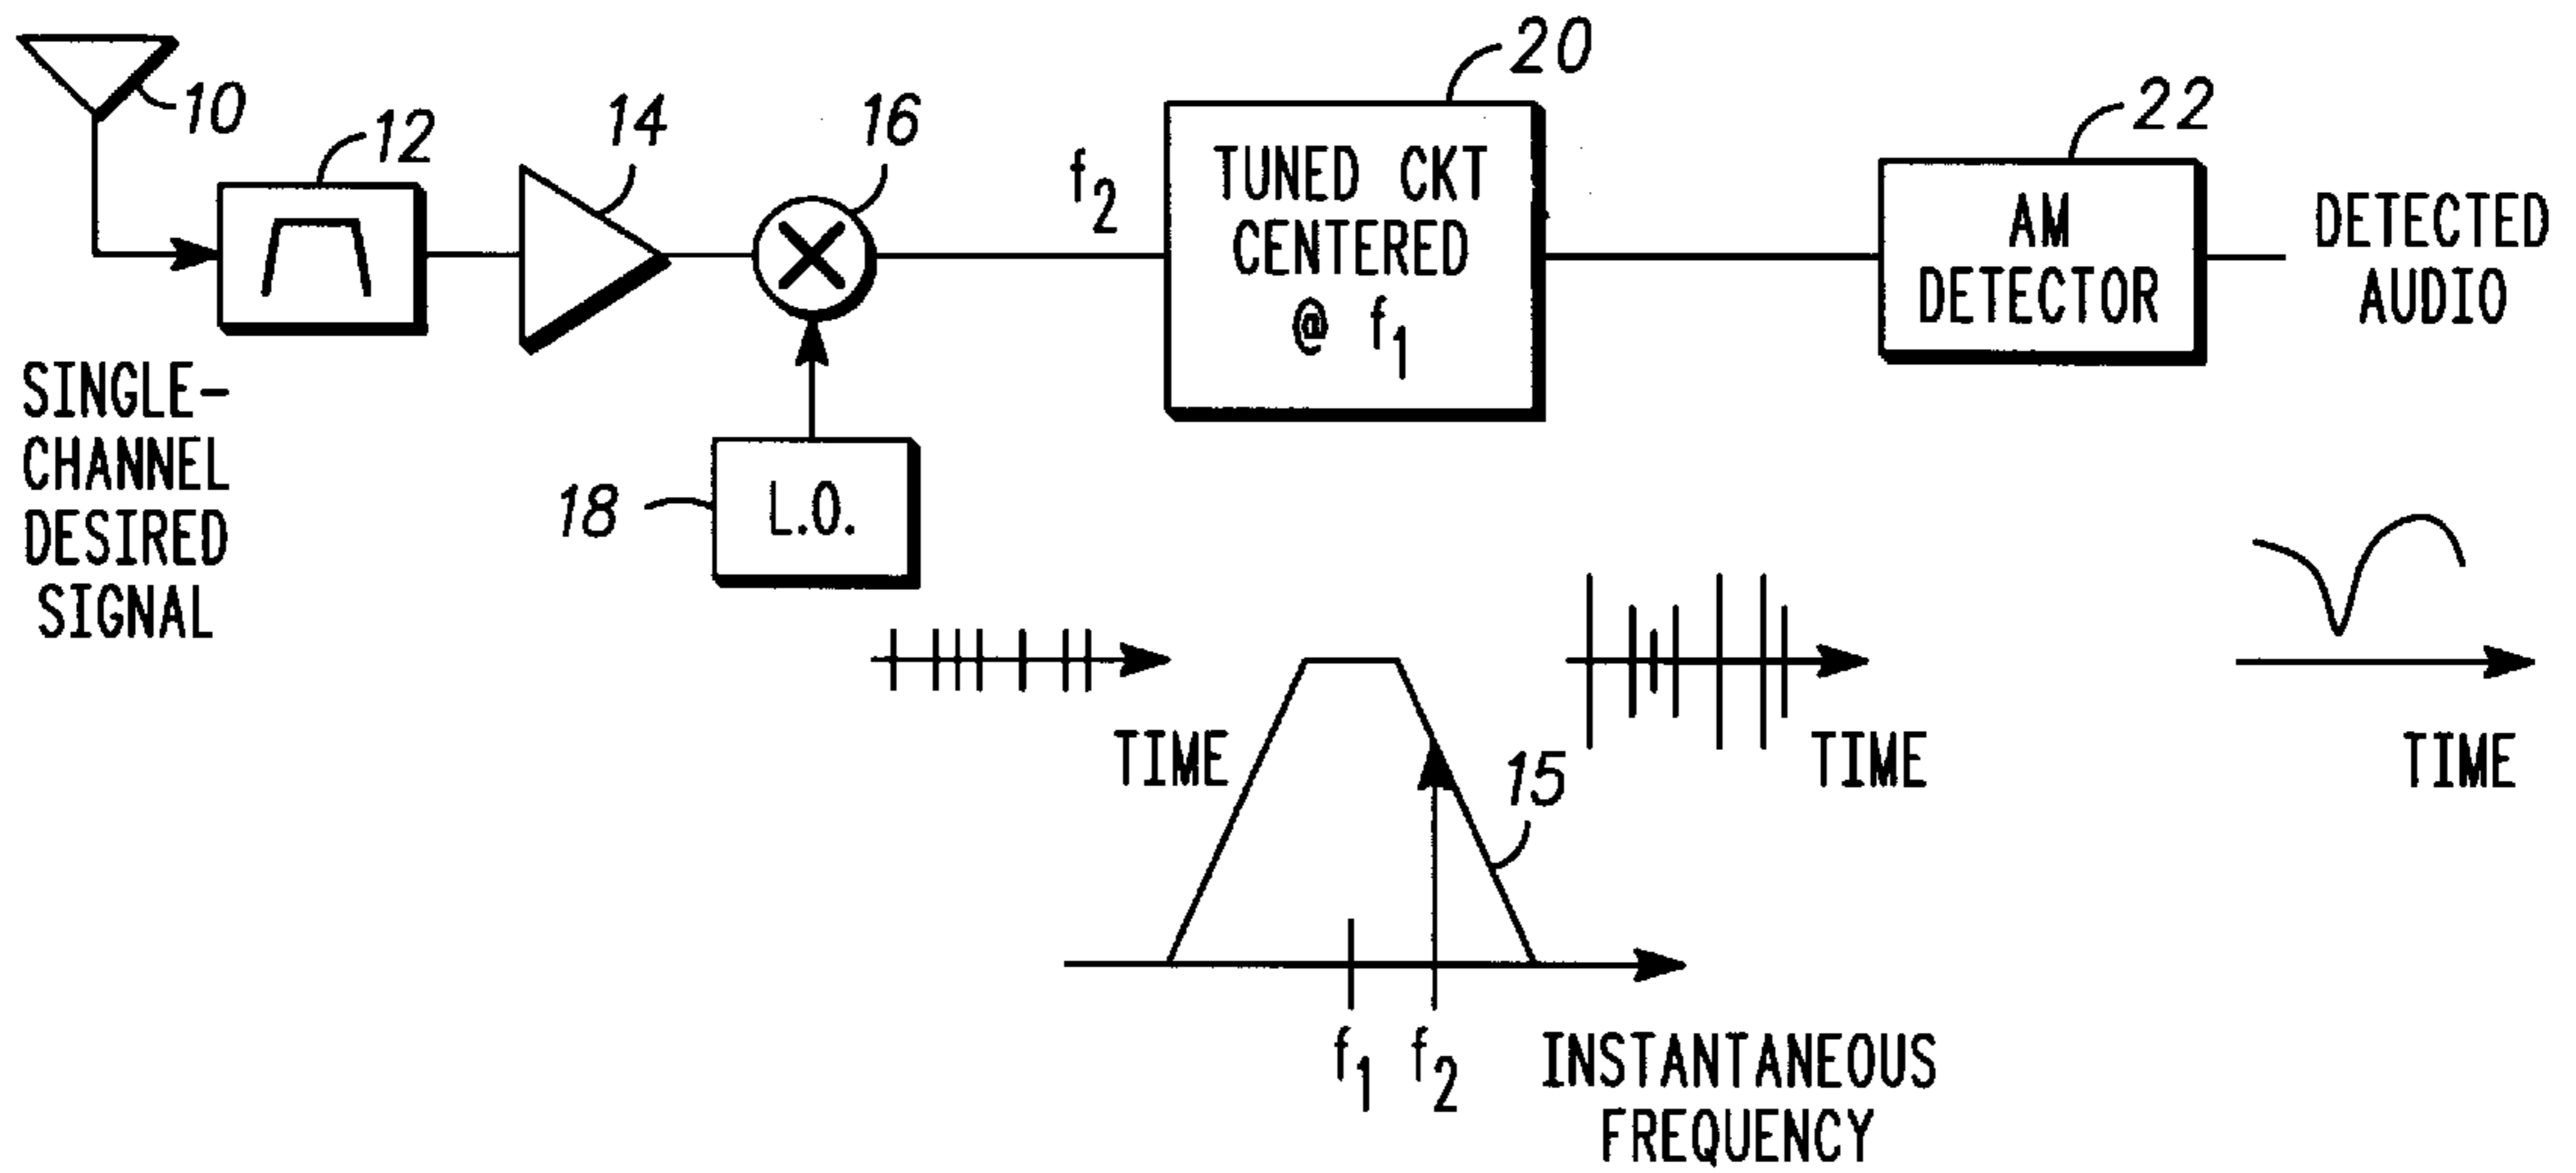 10
12
14
16
f2
20
TUNED CKT
CENTERED
@ f1
22
AM
DETECTOR
DETECTED
AUDIO
SINGLE-
CHANNEL
DESIRED
SIGNAL
18
L.O.
TIME
15
TIME
TIME
f1
f2
INSTANTANEOUS
FREQUENCY